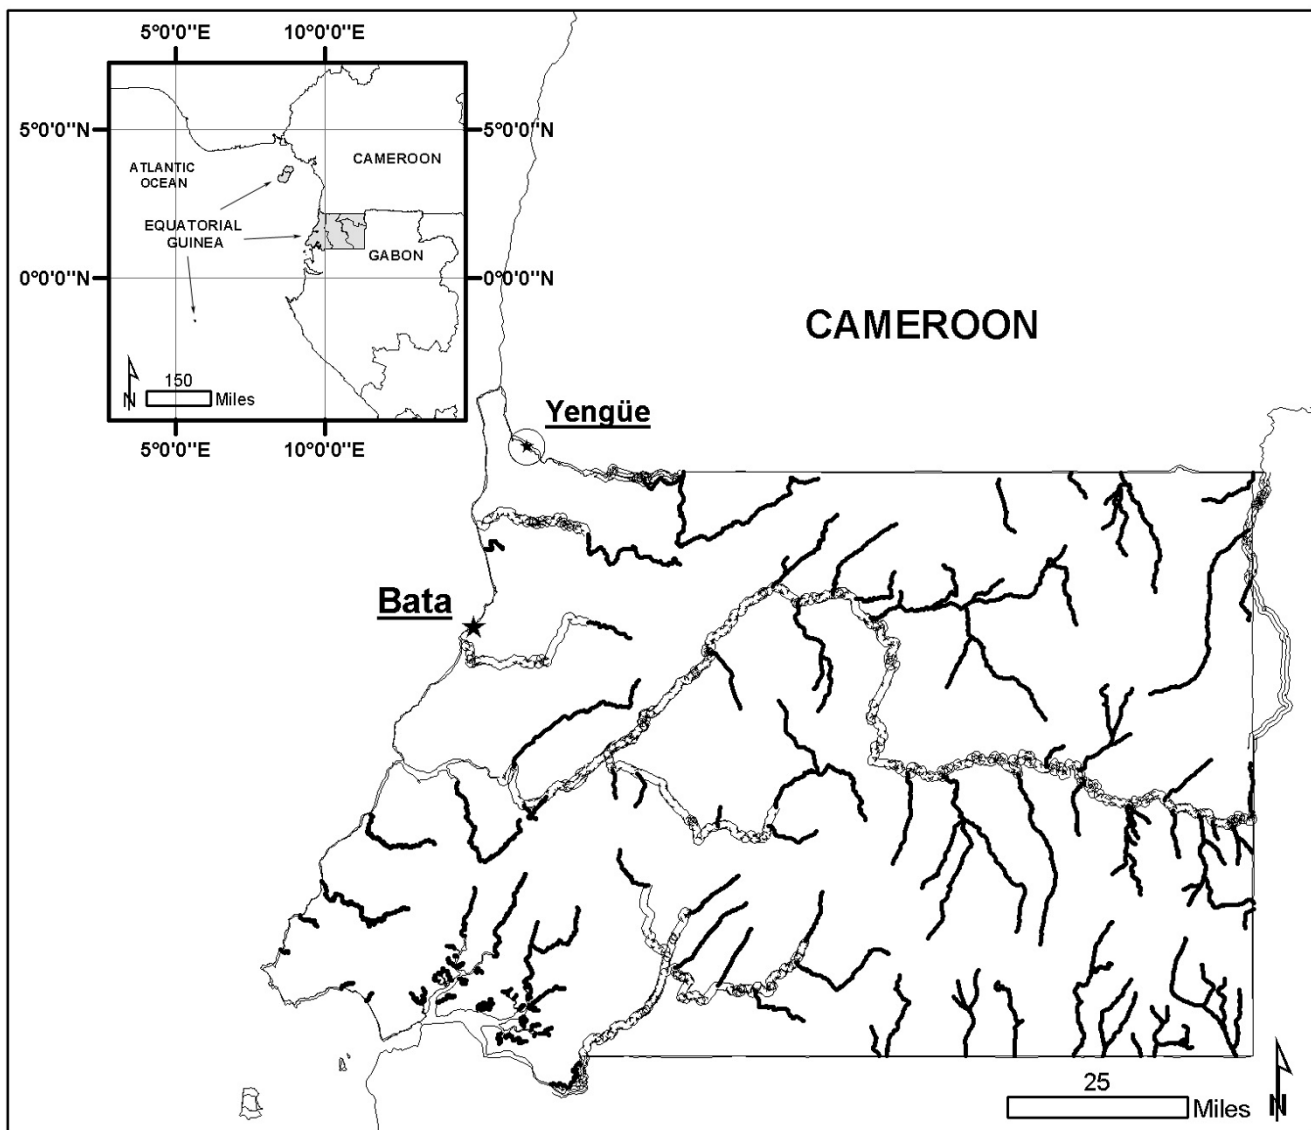 5°0'0"E 10°0'0"E
5°0'0"N 5°0'0"N
ATLANTIC
OCEAN
CAMEROON
EQUATORIAL
GUINEA
GABON
0°0'0"N 0°0'0"N
150
N Miles
5°0'0"E 10°0'0"E
CAMEROON
Yengüe
Bata
25
Miles N